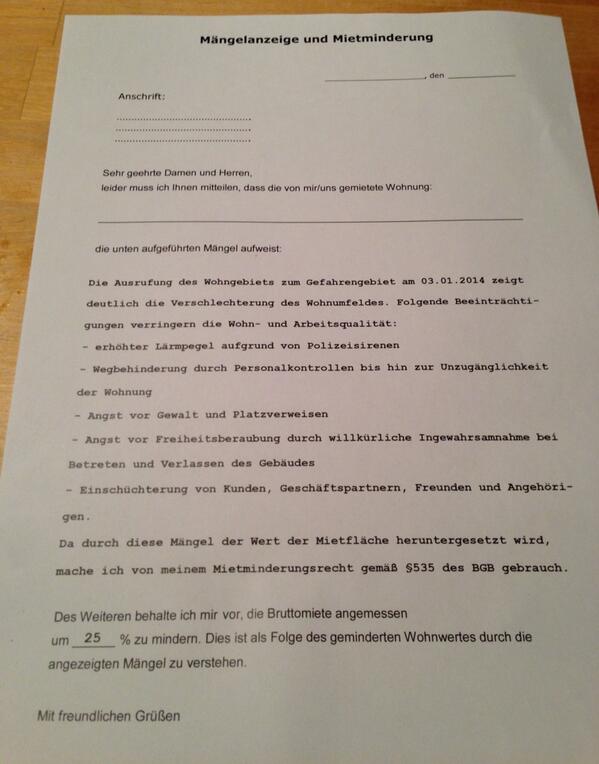 Mängelanzeige und Mietminderung
____________________, den ______________
Anschrift:
.............................................
.............................................
.............................................
Sehr geehrte Damen und Herren,
leider muss ich Ihnen mitteilen, dass die von mir/uns gemietete Wohnung:
die unten aufgeführten Mängel aufweist:
Die Ausrufung des Wohngebiets zum Gefahrengebiet am 03.01.2014 zeigt
deutlich die Verschlechterung des Wohnumfeldes. Folgende Beeinträchti-
gungen verringern die Wohn- und Arbeitsqualität:
- erhöhter Lärmpegel aufgrund von Polizeisirenen
- Wegbehinderung durch Personalkontrollen bis hin zur Unzugänglichkeit
der Wohnung
- Angst vor Gewalt und Platzverweisen
- Angst vor Freiheitsberaubung durch willkürliche Ingewahrsamnahme bei
Betreten und Verlassen des Gebäudes
- Einschüchterung von Kunden, Geschäftspartnern, Freunden und Angehöri-
gen.
Da durch diese Mängel der Wert der Mietfläche heruntergesetzt wird,
mache ich von meinem Mietminderungsrecht gemäß §535 des BGB gebrauch.
Des Weiteren behalte ich mir vor, die Bruttomiete angemessen
um __25__ % zu mindern. Dies ist als Folge des geminderten Wohnwertes durch die
angezeigten Mängel zu verstehen.
Mit freundlichen Grüßen